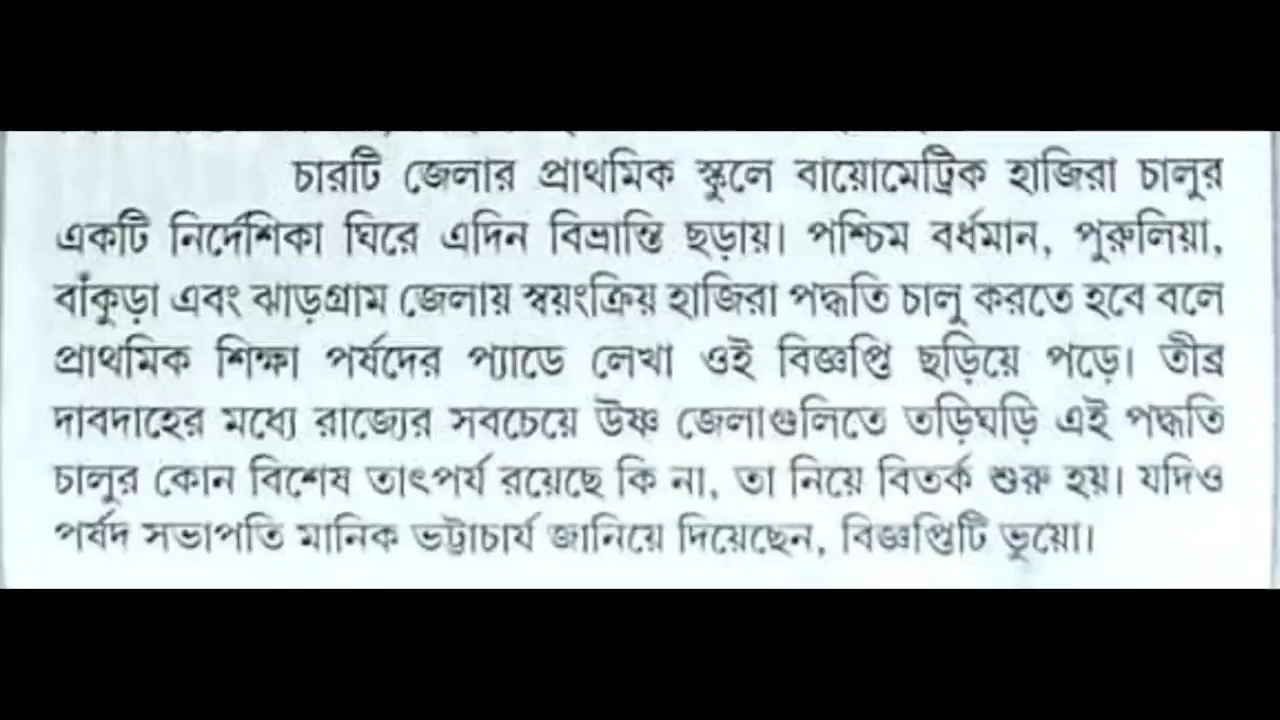 চারটি জেলার প্রাথমিক স্কুলে বায়োমেট্রিক হাজিরা চালুর
একটি নির্দেশিকা ঘিরে এদিন বিভ্রান্তি ছড়ায়। পশ্চিম বর্ধমান, পুরুলিয়া,
বাঁকুড়া এবং ঝাড়গ্রাম জেলায় স্বয়ংক্রিয় হাজিরা পদ্ধতি চালু করতে হবে বলে
প্রাথমিক শিক্ষা পর্ষদের প্যাডে লেখা ওই বিজ্ঞপ্তি ছড়িয়ে পড়ে। তীব্র
দাবদাহের মধ্যে রাজ্যের সবচেয়ে উষ্ণ জেলাগুলিতে তড়িঘড়ি এই পদ্ধতি
চালুর কোন বিশেষ তাৎপর্য রয়েছে কি না, তা নিয়ে বিতর্ক শুরু হয়। যদিও
পর্ষদ সভাপতি মানিক ভট্টাচার্য জানিয়ে দিয়েছেন, বিজ্ঞপ্তিটি ভুয়ো।